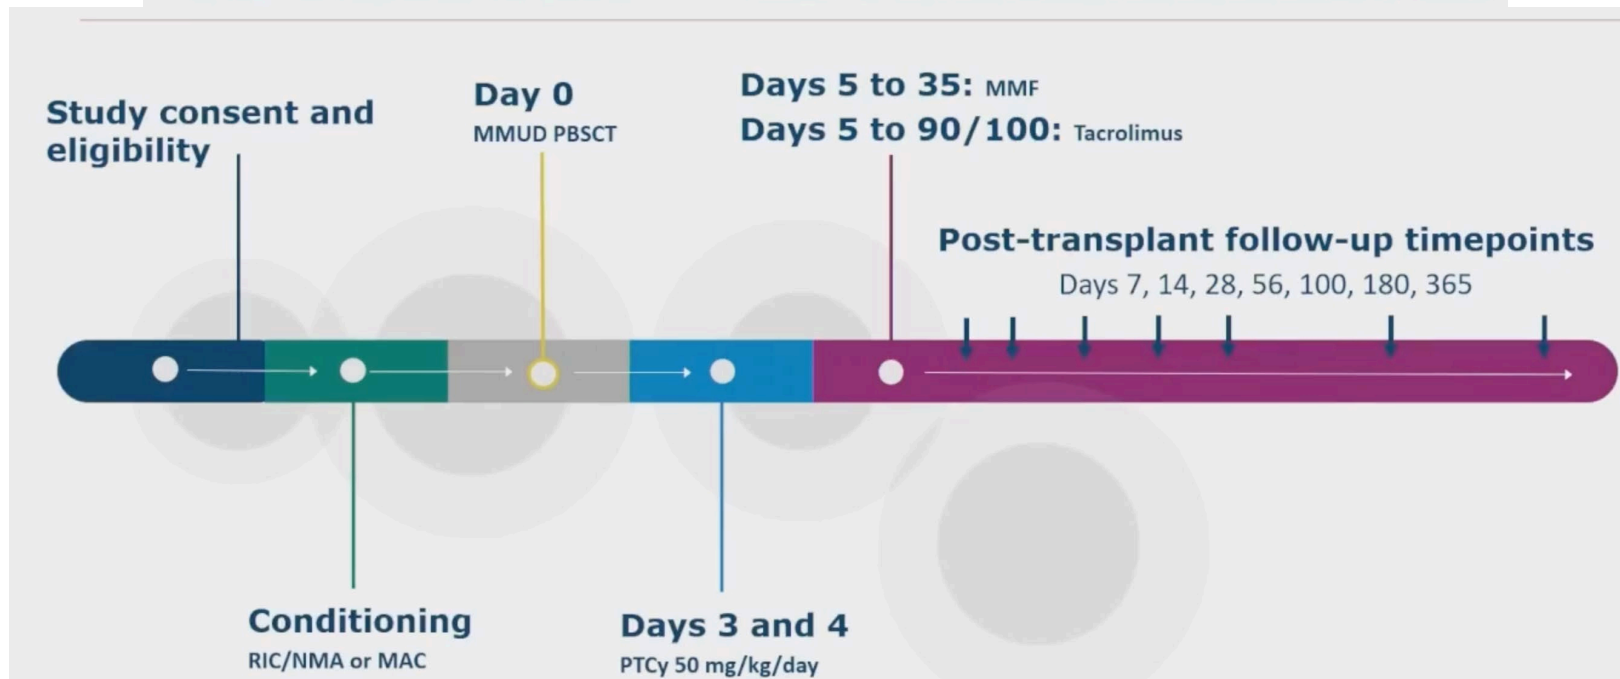 Study consent and
eligibility
Day 0
MMUD PBSCT
Days 5 to 35: MMF
Days 5 to 90/100: Tacrolimus
Post-transplant follow-up timepoints
Days 7, 14, 28, 56, 100, 180, 365
Conditioning
RIC/NMA or MAC
Days 3 and 4
PTCy 50 mg/kg/day